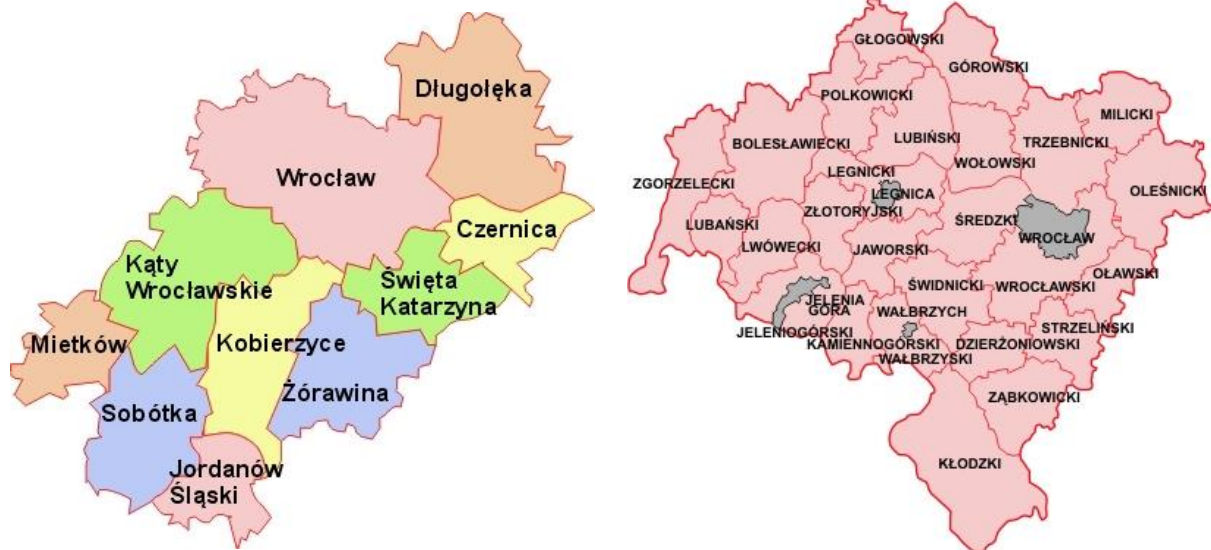 Długołęka
Wrocław
Czernica
Kąty
Wrocławskie
Święta
Katarzyna
Mietków
Kobierzyce
Żórawina
Sobótka
Jordanów
Śląski
GŁOGOWSKI
GÓROWSKI
POLKOWICKI
MILICKI
BOLESŁAWIECKI
LUBIŃSKI
TRZEBNICKI
WOŁOWSKI
LEGNICKI
ZGORZELECKI
LEGNICA
OLEŚNICKI
ZŁOTORYJSKI
LUBAŃSKI
ŚREDZKI
WROCŁAW
LWÓWECKI
JAWORSKI
OŁAWSKI
ŚWIDNICKI
WROCŁAWSKI
JELENIA
GÓRA
WAŁBRZYCH
JELENIOGÓRSKI
STRZELIŃSKI
KAMIENNOGÓRSKI
DZIERŻONIOWSKI
WAŁBRZYSKI
ZĄBKOWICKI
KŁODZKI